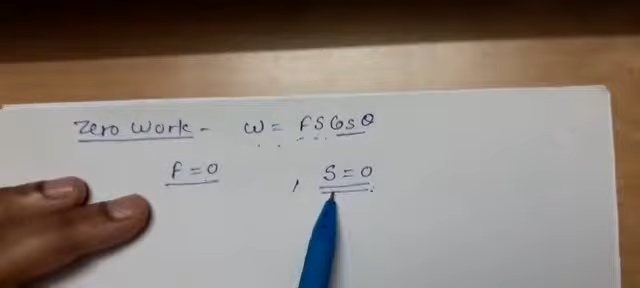 Zero Work - W = FS Cos θ
F = 0 , S = 0